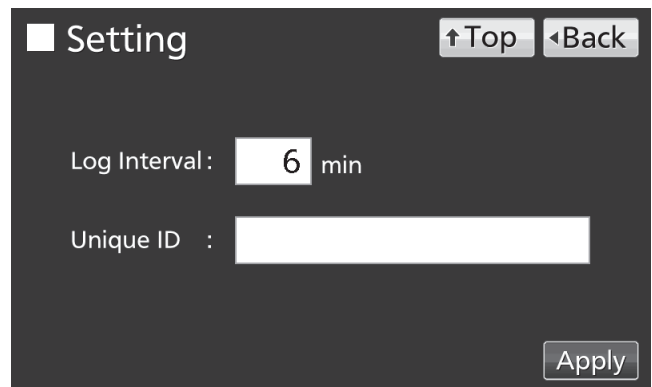 Setting
↑Top
◂Back
Log Interval: 6 min
Unique ID :
Apply